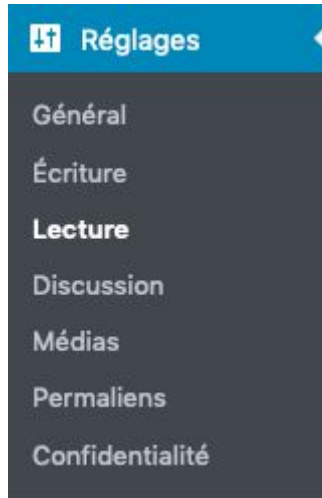 Réglages
Général
Écriture
Lecture
Discussion
Médias
Permaliens
Confidentialité